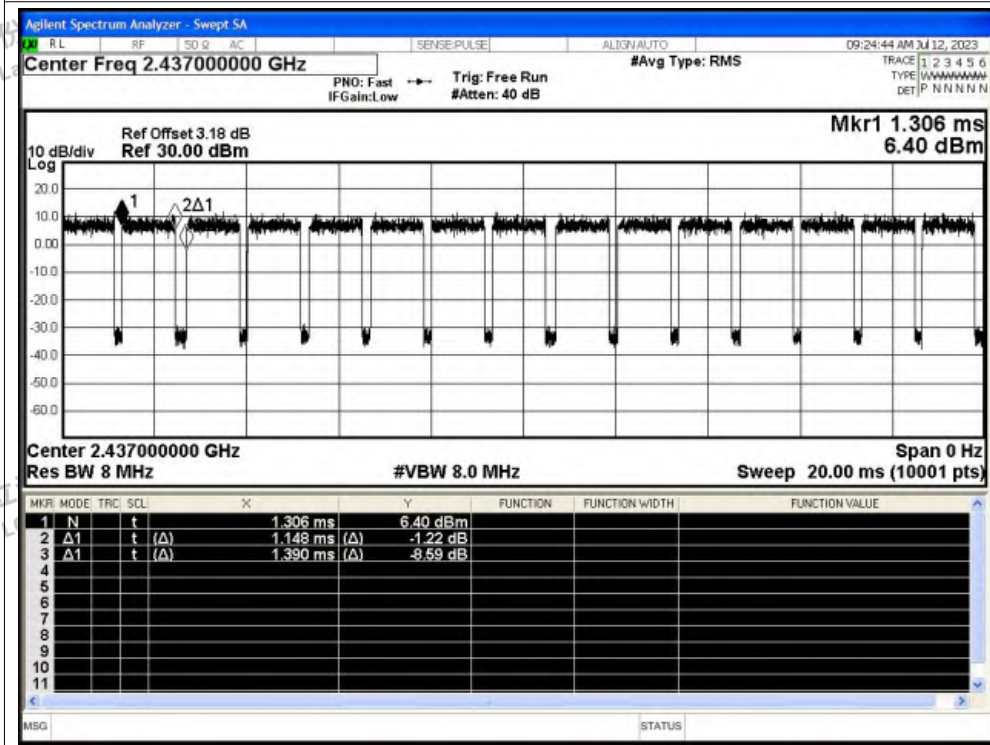 Agilent Spectrum Analyzer - Swept SA
LXI RL RF 50 Ω AC SENSE:PULSE ALIGNAUTO 09:24:44 AM Jul 12, 2023
Center Freq 2.437000000 GHz #Avg Type: RMS TRACE 1 2 3 4 5 6
PNO: Fast Trig: Free Run TYPE WWWWWW
IFGain:Low #Atten: 40 dB DET P NNNNN
Mkr1 1.306 ms
Ref Offset 3.18 dB
10 dB/div Ref 30.00 dBm 6.40 dBm
Log
20.0
1 2Δ1
10.0
0.00
-10.0
-20.0
-30.0
-40.0
-50.0
-60.0
Center 2.437000000 GHz Span 0 Hz
Res BW 8 MHz #VBW 8.0 MHz Sweep 20.00 ms (10001 pts)
MKR MODE TRC SCL X Y FUNCTION FUNCTION WIDTH FUNCTION VALUE
1 N t 1.306 ms 6.40 dBm
2 Δ1 t (Δ) 1.148 ms (Δ) -1.22 dB
3 Δ1 t (Δ) 1.390 ms (Δ) -8.59 dB
4
5
6
7
8
9
10
11
MSG STATUS